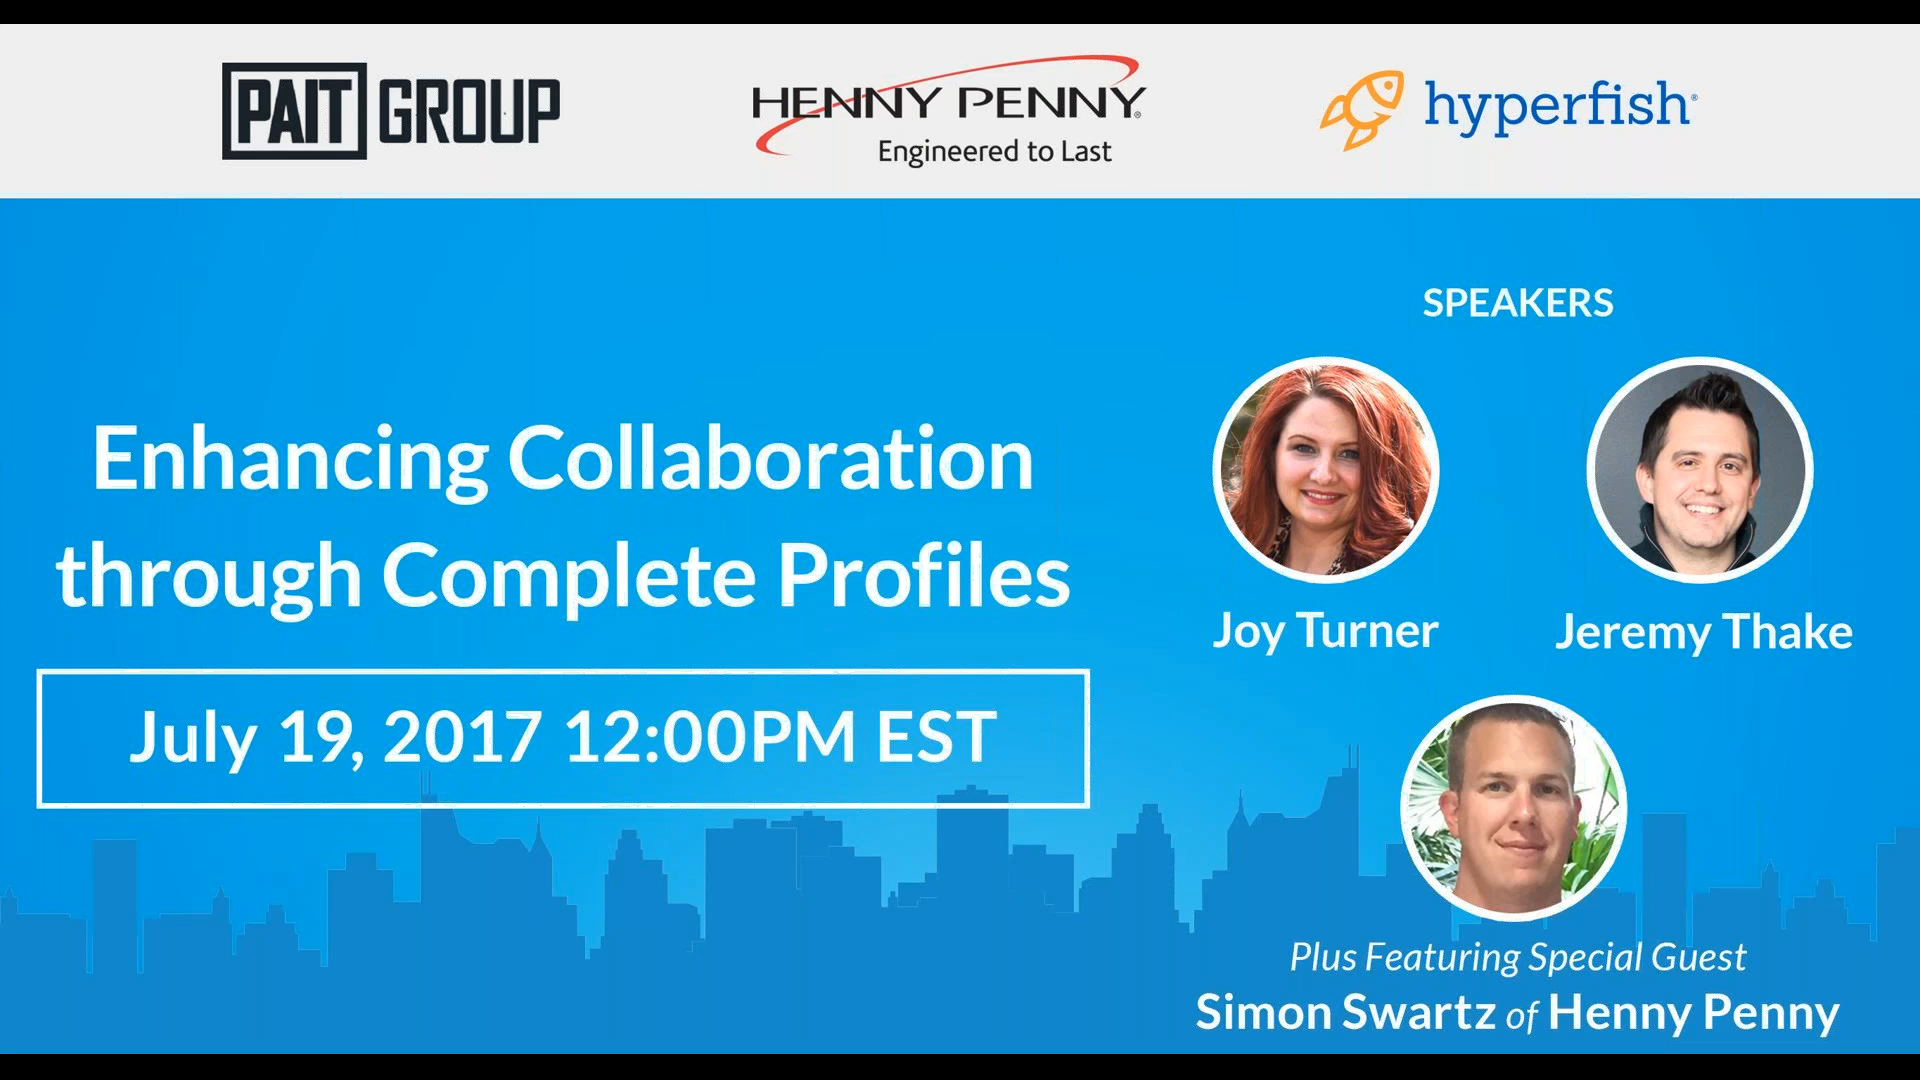 PAIT GROUP
HENNY PENNY®
Engineered to Last
hyperfish®
SPEAKERS
Enhancing Collaboration
through Complete Profiles
July 19, 2017 12:00PM EST
Joy Turner
Jeremy Thake
Plus Featuring Special Guest
Simon Swartz of Henny Penny